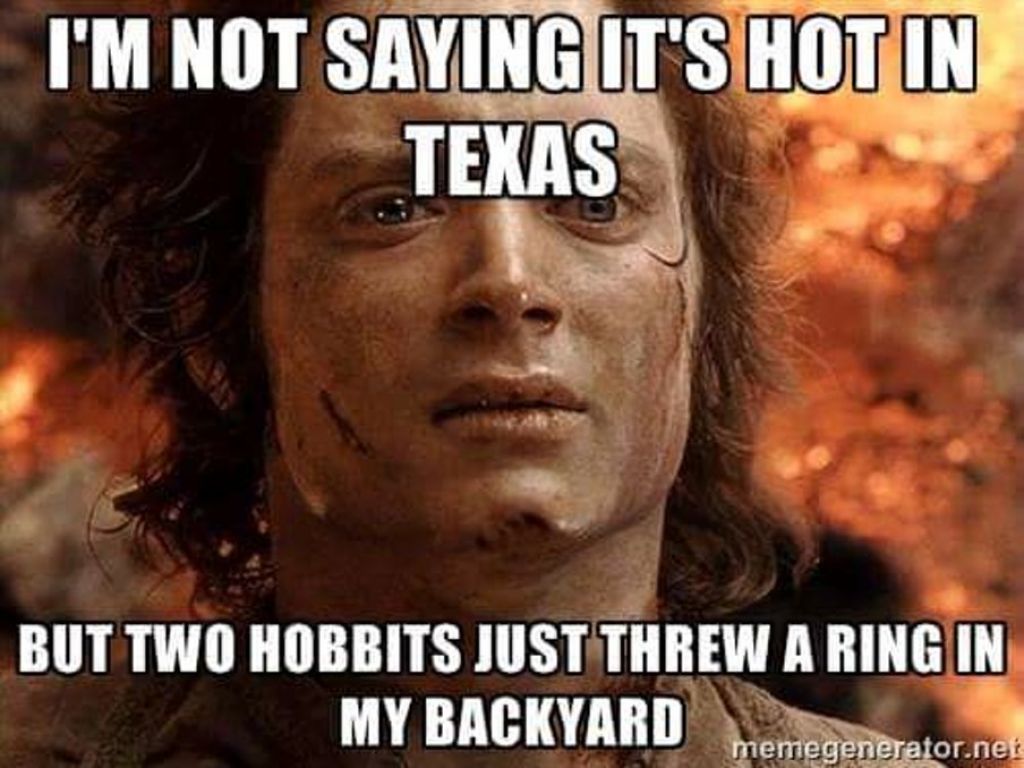 I'M NOT SAYING IT'S HOT IN
TEXAS
BUT TWO HOBBITS JUST THREW A RING IN
MY BACKYARD
memegenerator.net